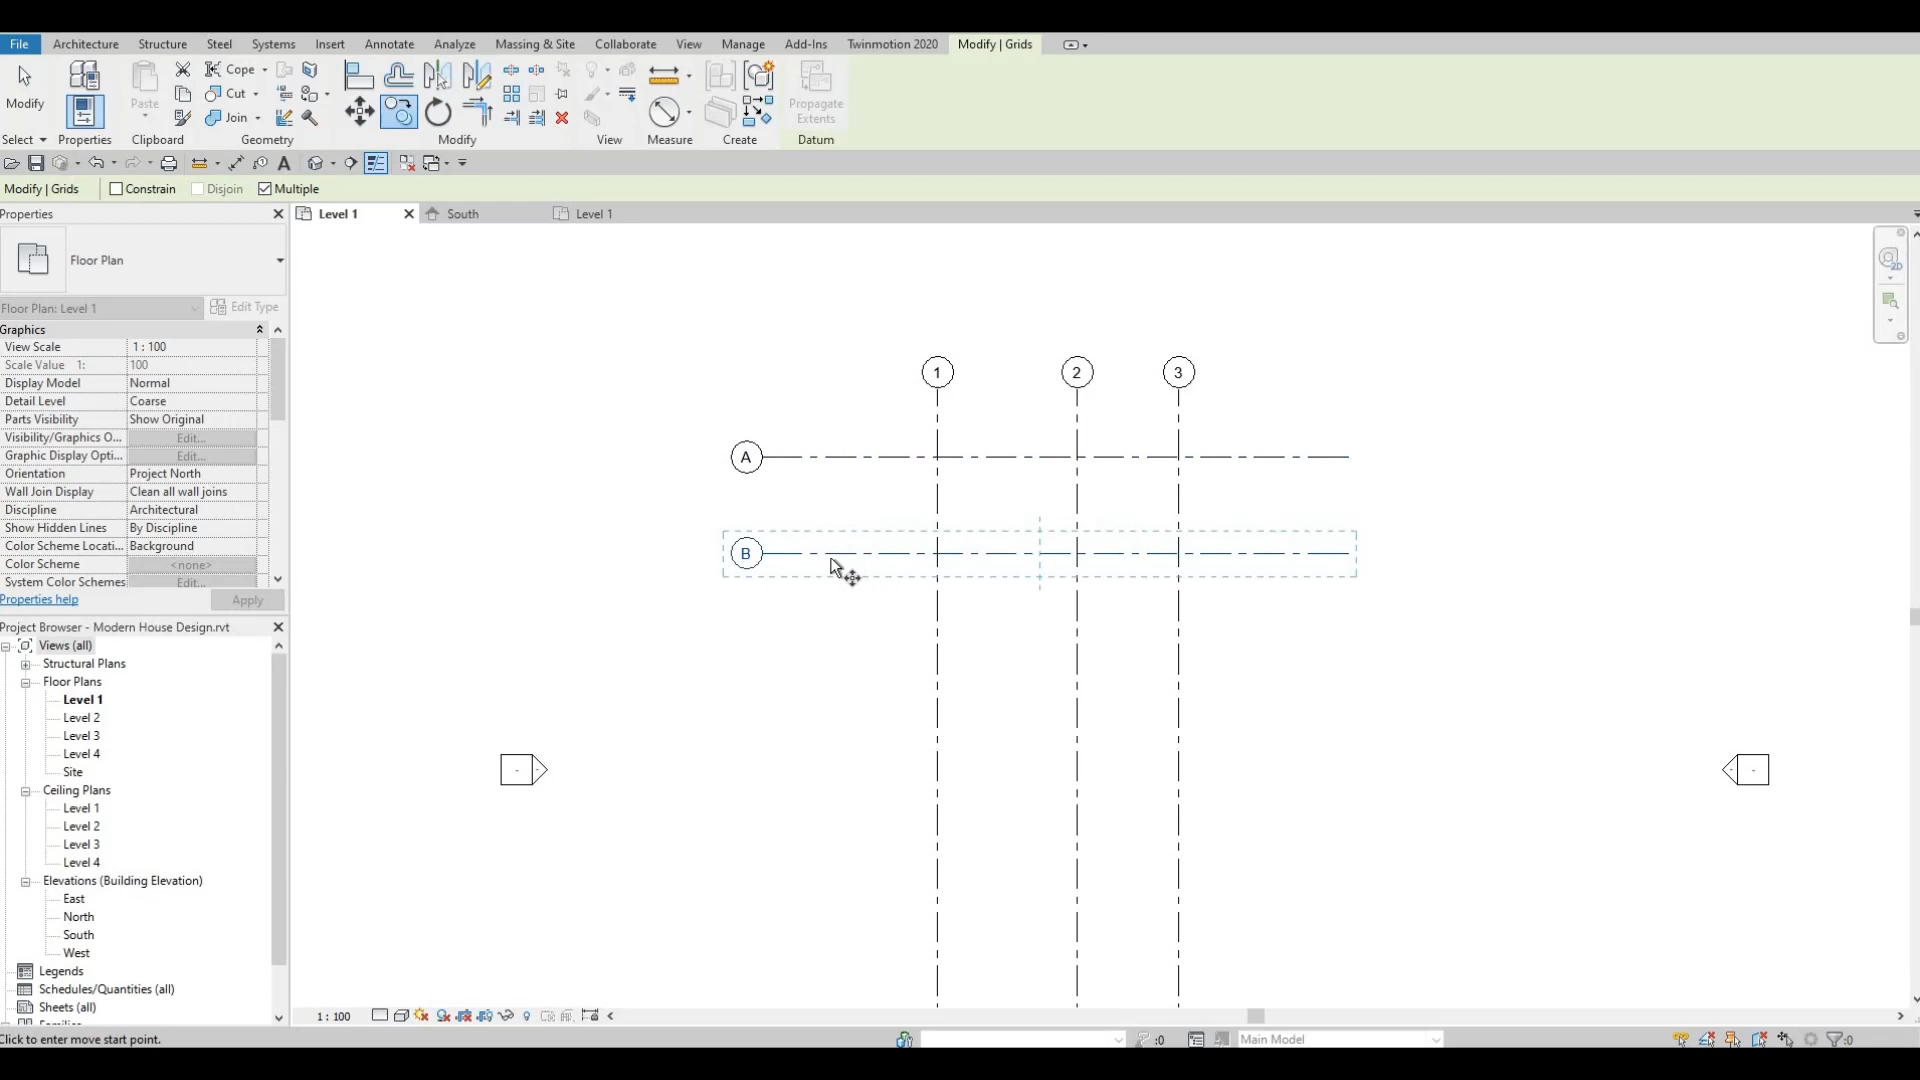 File Architecture Structure Steel Systems Insert Annotate Analyze Massing & Site Collaborate View Manage Add-Ins Twinmotion 2020 Modify | Grids
Modify
Paste
Cope
Cut
Join
Propagate
Extents
Select Properties Clipboard Geometry Modify View Measure Create Datum
A
Modify | Grids Constrain Disjoin Multiple
Properties
Level 1 South Level 1
Floor Plan
Floor Plan: Level 1 Edit Type
Graphics
View Scale 1 : 100
Scale Value 1: 100
Display Model Normal
Detail Level Coarse
Parts Visibility Show Original
Visibility/Graphics O... Edit...
Graphic Display Opti... Edit...
Orientation Project North
Wall Join Display Clean all wall joins
Discipline Architectural
Show Hidden Lines By Discipline
Color Scheme Locati... Background
Color Scheme <none>
System Color Schemes Edit...
Properties help Apply
Project Browser - Modern House Design.rvt
Views (all)
Structural Plans
Floor Plans
Level 1
Level 2
Level 3
Level 4
Site
Ceiling Plans
Level 1
Level 2
Level 3
Level 4
Elevations (Building Elevation)
East
North
South
West
Legends
Schedules/Quantities (all)
Sheets (all)
2D
1 2 3
A
B
1 : 100
Click to enter move start point.
:0
Main Model
:0